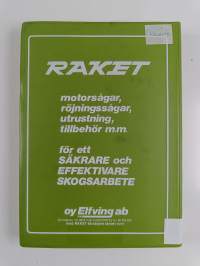 RAKET
motorsågar,
röjningssågar,
utrustning,
tillbehör m.m.
för ett
SÄKRARE och
EFFEKTIVARE
SKOGSARBETE
oy Elfving ab